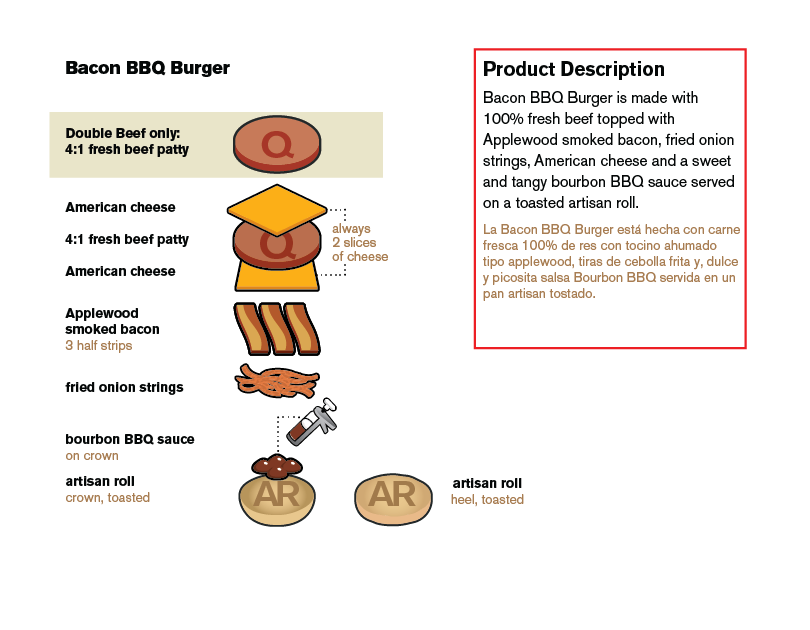 Bacon BBQ Burger
Double Beef only:
4:1 fresh beef patty
Q
American cheese
4:1 fresh beef patty
Q
American cheese
always
2 slices
of cheese
Applewood
smoked bacon
3 half strips
fried onion strings
bourbon BBQ sauce
on crown
artisan roll
crown, toasted
AR
AR
artisan roll
heel, toasted
Product Description
Bacon BBQ Burger is made with
100% fresh beef topped with
Applewood smoked bacon, fried onion
strings, American cheese and a sweet
and tangy bourbon BBQ sauce served
on a toasted artisan roll.
La Bacon BBQ Burger está hecha con carne
fresca 100% de res con tocino ahumado
tipo applewood, tiras de cebolla frita y, dulce
y picosita salsa Bourbon BBQ servida en un
pan artisan tostado.